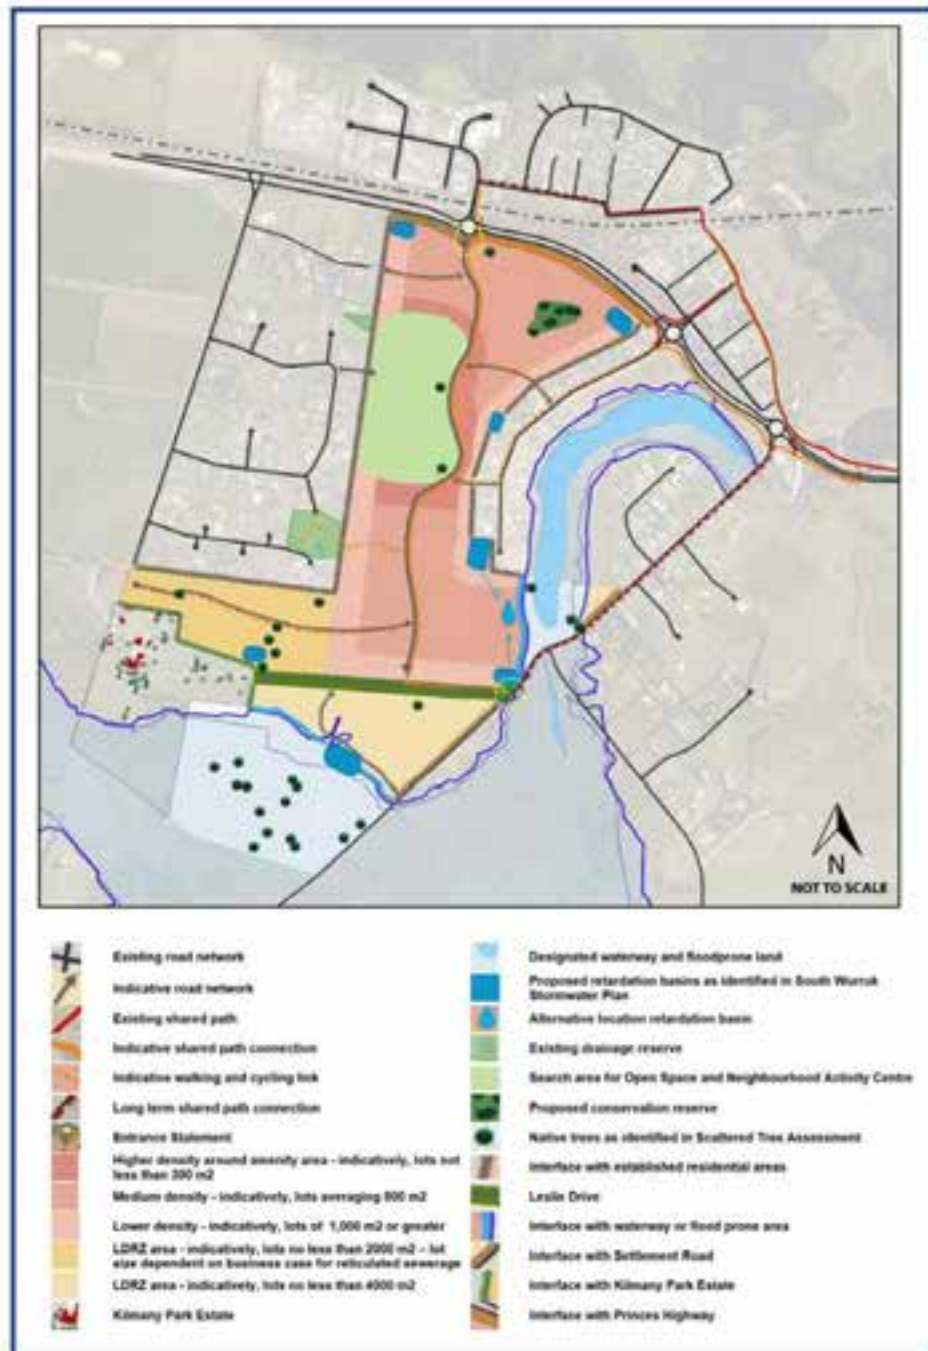 N
NOT TO SCALE
Existing road network
Indicative road network
Existing shared path
Indicative shared path connection
Indicative walking and cycling link
Long term shared path connection
Entrance Statement
Higher density around amenity area - indicatively, lots not
less than 300 m2
Medium density - indicatively, lots averaging 800 m2
Lower density - indicatively, lots of 1,000 m2 or greater
LDRZ area - indicatively, lots no less than 2000 m2 – lot
size dependent on business case for reticulated sewerage
LDRZ area - indicatively, lots no less than 4000 m2
Kilmany Park Estate
Designated waterway and floodprone land
Proposed retardation basins as identified in South Wurruk
Stormwater Plan
Alternative location retardation basin
Existing drainage reserve
Search area for Open Space and Neighbourhood Activity Centre
Proposed conservation reserve
Native trees as identified in Scattered Tree Assessment
Interface with established residential areas
Leslie Drive
Interface with waterway or flood prone area
Interface with Settlement Road
Interface with Kilmany Park Estate
Interface with Princes Highway